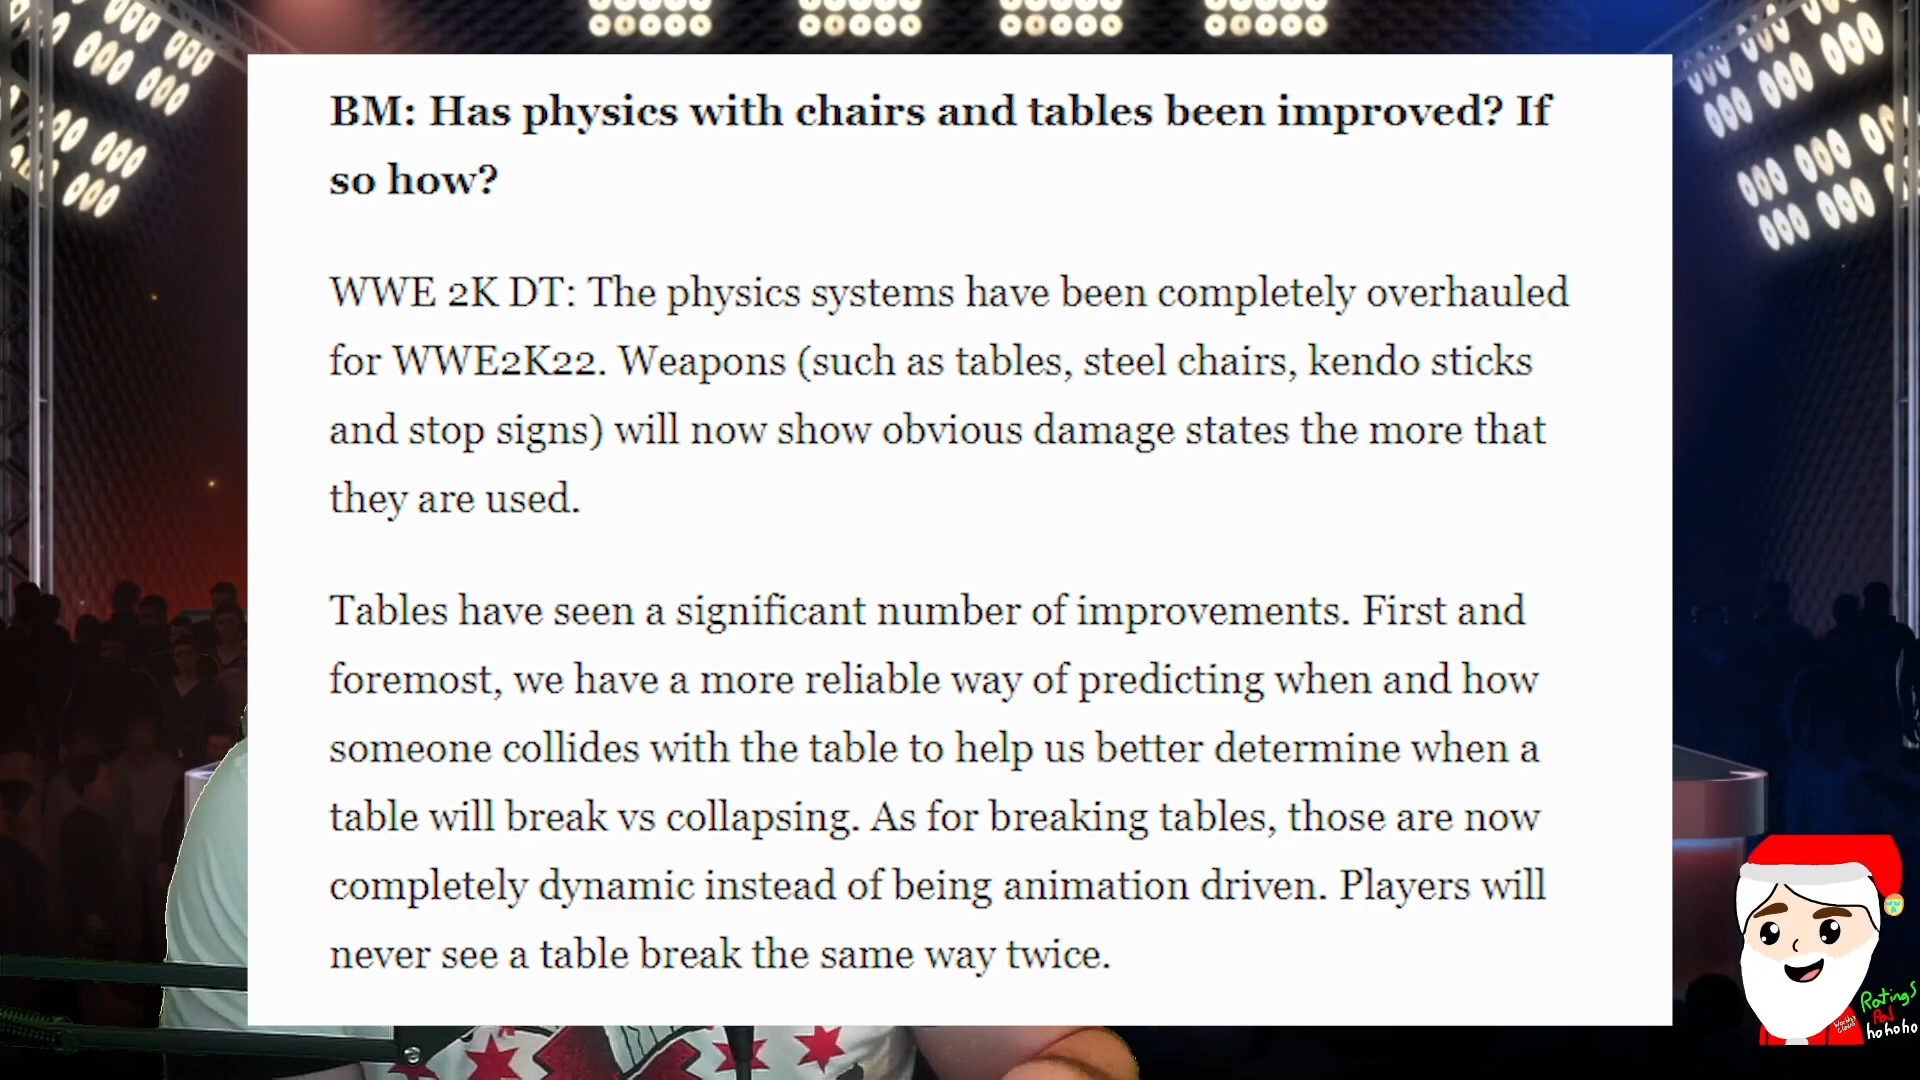 BM: Has physics with chairs and tables been improved? If
so how?
WWE 2K DT: The physics systems have been completely overhauled
for WWE2K22. Weapons (such as tables, steel chairs, kendo sticks
and stop signs) will now show obvious damage states the more that
they are used.
Tables have seen a significant number of improvements. First and
foremost, we have a more reliable way of predicting when and how
someone collides with the table to help us better determine when a
table will break vs collapsing. As for breaking tables, those are now
completely dynamic instead of being animation driven. Players will
never see a table break the same way twice.
Ratings
hohoho